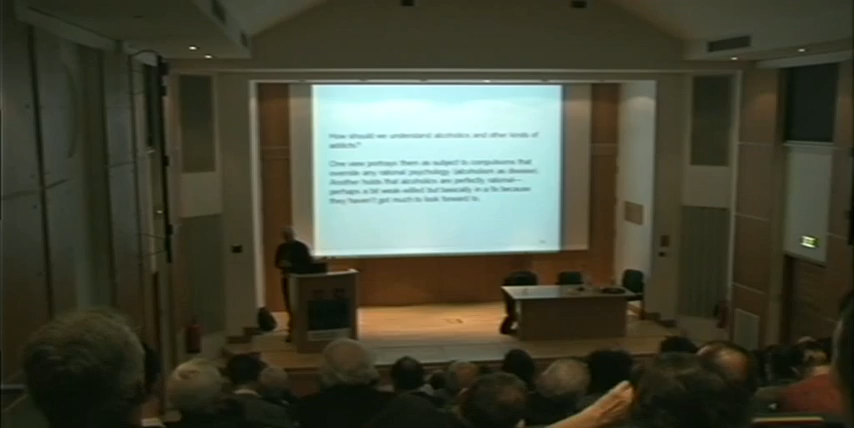 How should we understand alcoholics and other kinds of
addicts?
One view portrays them as subject to compulsions that
override any rational psychology (alcoholism as disease).
Another holds that alcoholics are perfectly rational—
perhaps a bit weak-willed but basically in a fix because
they haven't got much to look forward to.